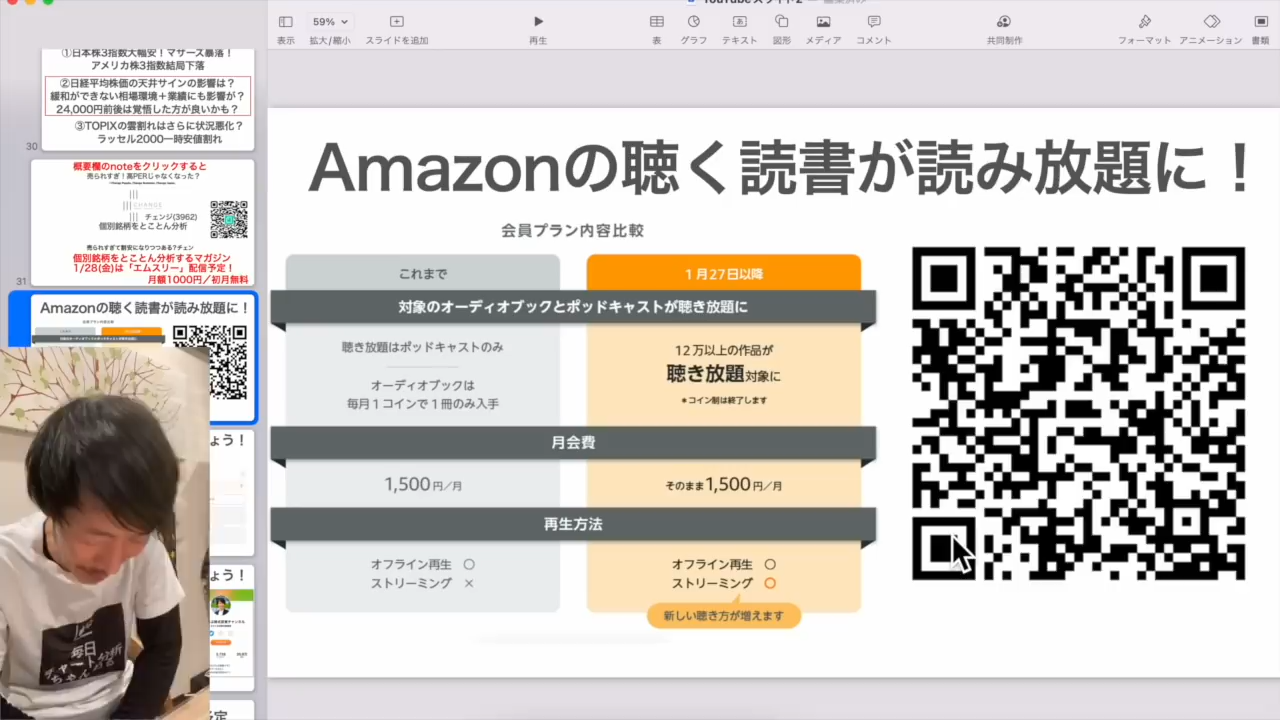 59%
表示
拡大/縮小
スライドを追加
再生
表
グラフ
テキスト
図形
メディア
コメント
共同制作
フォーマット
アニメーション
書類
①日本株3指数大幅安！マザーズ暴落！
アメリカ株3指数結局下落
②日経平均株価の天井サインの影響は？
緩和ができない相場環境＋業績にも影響が？
24,000円前後は覚悟した方が良いかも？
③TOPIXの雲割れはさらに状況悪化？
ラッセル2000一時安値割れ
30
概要欄のnoteをクリックすると
売られすぎ！高PERじゃなくなった？
CHANGE
チェンジ(3962)
個別銘柄をとことん分析
売られすぎて割安になりつつある？チェン
個別銘柄をとことん分析するマガジン
1/28(金)は「エムスリー」配信予定！
月額1000円／初月無料
31
Amazonの聴く読書が読み放題に！
ょう！
ょう！
Amazonの聴く読書が読み放題に！
会員プラン内容比較
これまで
1月27日以降
対象のオーディオブックとポッドキャストが聴き放題に
聴き放題はポッドキャストのみ
オーディオブックは
毎月1コインで1冊のみ入手
12万以上の作品が
聴き放題対象に
＊コイン制は終了します
月会費
1,500円／月
そのまま1,500円／月
再生方法
オフライン再生 ○
ストリーミング ×
オフライン再生 ○
ストリーミング ○
新しい聴き方が増えます
毎日
チャート分析
ちゃん